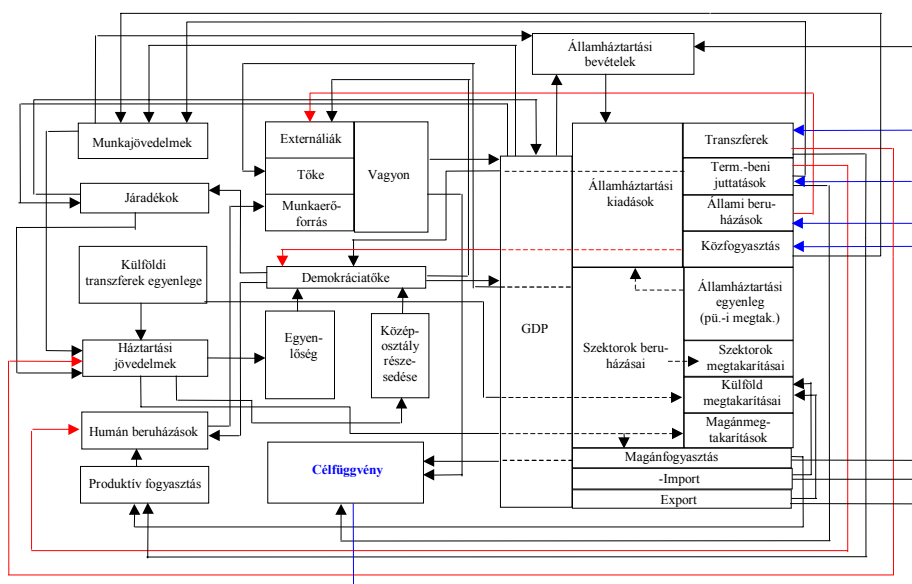 Államháztartási
bevételek
Munkajövedelmek
Externáliák
Tőke
Munkaerő-
forrás
Vagyon
Államháztartási
kiadások
Transzferek
Term.-beni
juttatások
Állami beru-
házások
Közfogyasztás
Járadékok
Külföldi
transzferek egyenlege
Demokráciatőke
GDP
Államháztartási
egyenleg
(pü.-i megtak.)
Egyen-
lőség
Közép-
osztály
része-
sedése
Szektorok beru-
házásai
Szektorok
megtakarításai
Háztartási
jövedelmek
Külföld
megtakarításai
Humán beruházások
Magánmeg-
takarítások
Magánfogyasztás
Célfüggvény
-Import
Produktív fogyasztás
Export